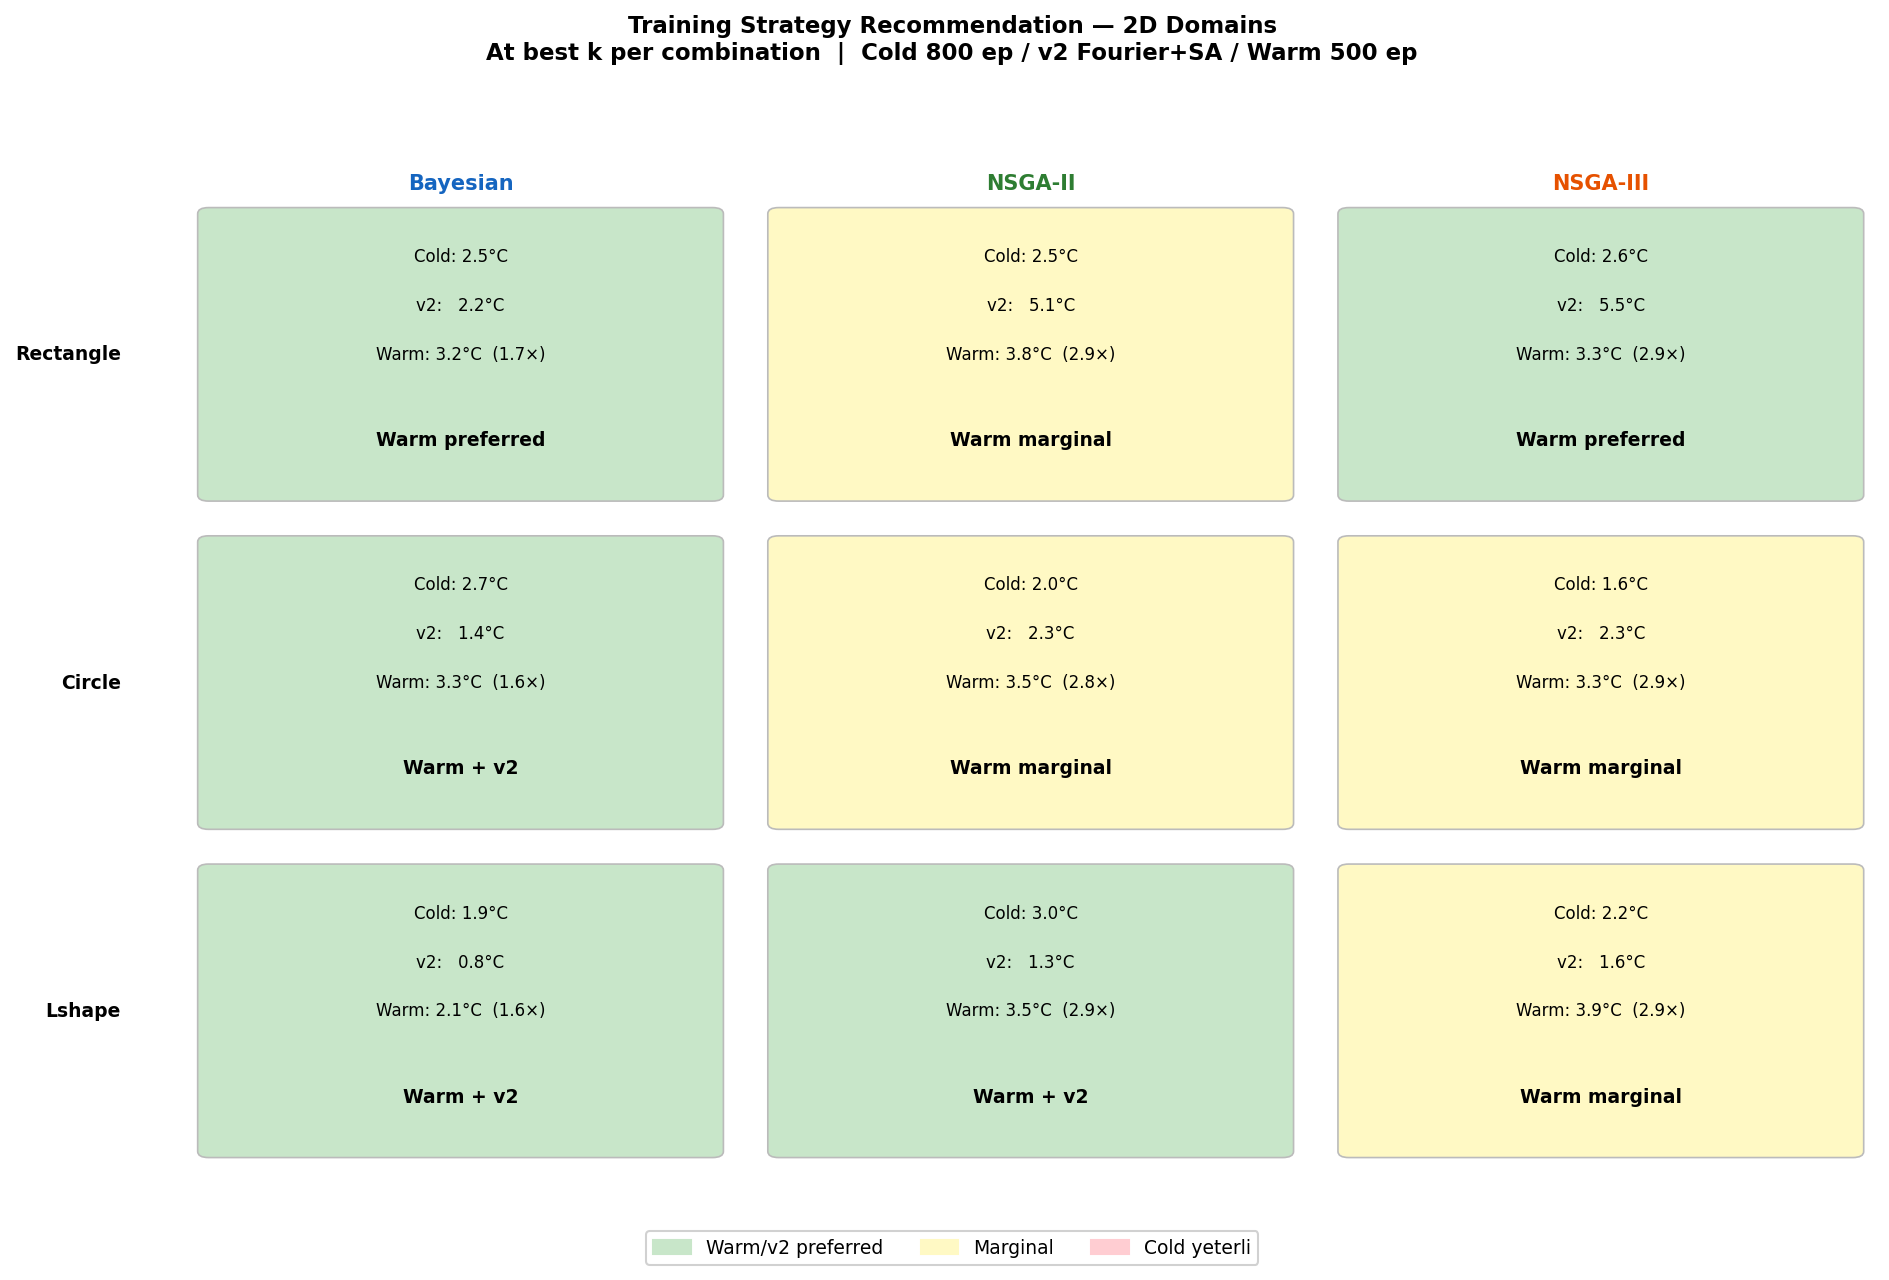 Training Strategy Recommendation — 2D Domains
At best k per combination | Cold 800 ep / v2 Fourier+SA / Warm 500 ep
Bayesian NSGA-II NSGA-III
Rectangle
Cold: 2.5°C
v2: 2.2°C
Warm: 3.2°C (1.7×)
Warm preferred
Cold: 2.5°C
v2: 5.1°C
Warm: 3.8°C (2.9×)
Warm marginal
Cold: 2.6°C
v2: 5.5°C
Warm: 3.3°C (2.9×)
Warm preferred
Circle
Cold: 2.7°C
v2: 1.4°C
Warm: 3.3°C (1.6×)
Warm + v2
Cold: 2.0°C
v2: 2.3°C
Warm: 3.5°C (2.8×)
Warm marginal
Cold: 1.6°C
v2: 2.3°C
Warm: 3.3°C (2.9×)
Warm marginal
Lshape
Cold: 1.9°C
v2: 0.8°C
Warm: 2.1°C (1.6×)
Warm + v2
Cold: 3.0°C
v2: 1.3°C
Warm: 3.5°C (2.9×)
Warm + v2
Cold: 2.2°C
v2: 1.6°C
Warm: 3.9°C (2.9×)
Warm marginal
Warm/v2 preferred Marginal Cold yeterli